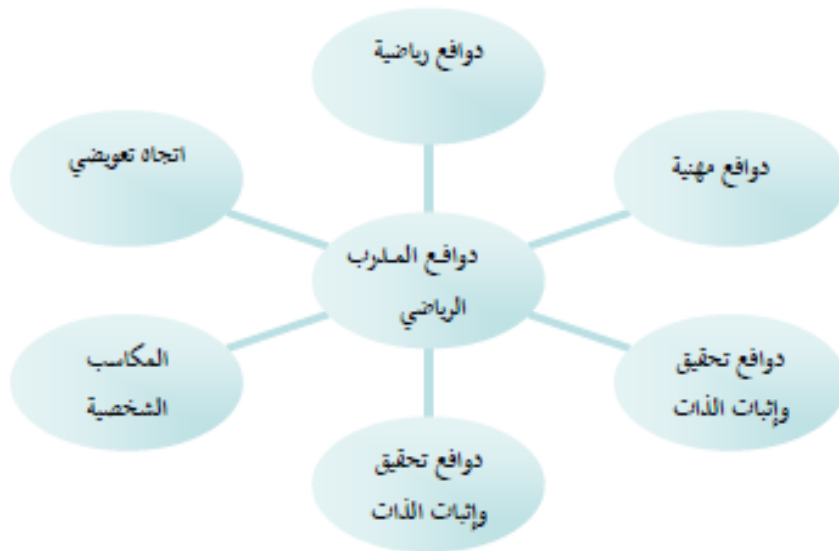 دوافع رياضية
اتجاه تعويضي
دوافع مهنية
دوافع المدرب
الرياضي
المكاسب
الشخصية
دوافع تحقيق
وإثبات الذات
دوافع تحقيق
وإثبات الذات